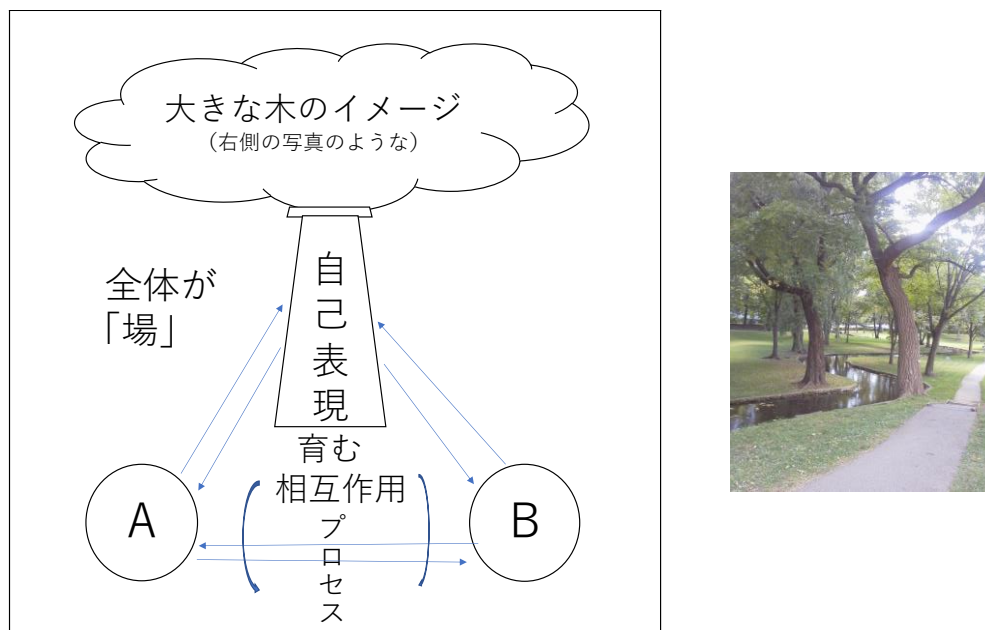 大きな木のイメージ
（右側の写真のような）
全体が
「場」
自己表現
育む
相互作用
プロセス
A
B